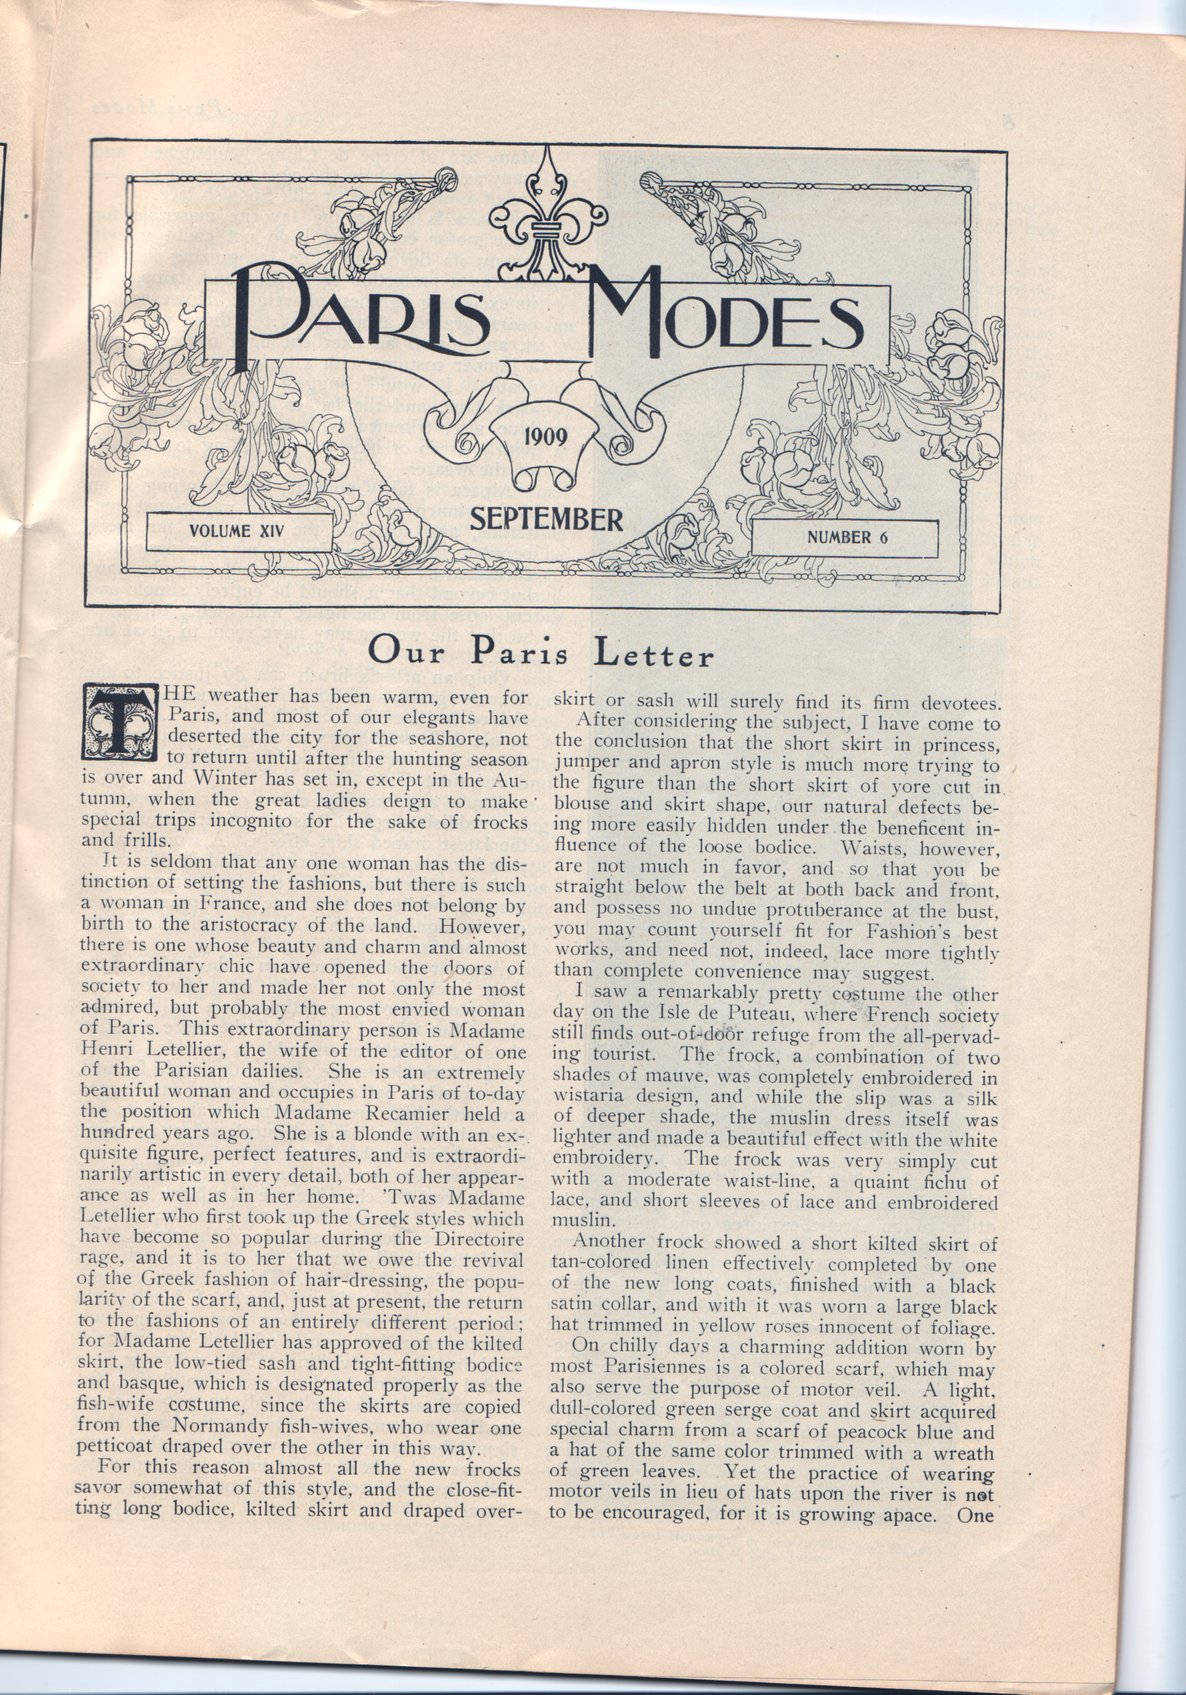 PARIS MODES
1909
SEPTEMBER
VOLUME XIV
NUMBER 6
Our Paris Letter
THE weather has been warm, even for
Paris, and most of our elegants have
deserted the city for the seashore, not
to return until after the hunting season
is over and Winter has set in, except in the Au-
tumn, when the great ladies deign to make
special trips incognito for the sake of frocks
and frills.
It is seldom that any one woman has the dis-
tinction of setting the fashions, but there is such
a woman in France, and she does not belong by
birth to the aristocracy of the land. However,
there is one whose beauty and charm and almost
extraordinary chic have opened the doors of
society to her and made her not only the most
admired, but probably the most envied woman
of Paris. This extraordinary person is Madame
Henri Letellier, the wife of the editor of one
of the Parisian dailies. She is an extremely
beautiful woman and occupies in Paris of to-day
the position which Madame Recamier held a
hundred years ago. She is a blonde with an ex-
quisite figure, perfect features, and is extraordi-
narily artistic in every detail, both of her appear-
ance as well as in her home. 'Twas Madame
Letellier who first took up the Greek styles which
have become so popular during the Directoire
rage, and it is to her that we owe the revival
of the Greek fashion of hair-dressing, the popu-
larity of the scarf, and, just at present, the return
to the fashions of an entirely different period;
for Madame Letellier has approved of the kilted
skirt, the low-tied sash and tight-fitting bodice
and basque, which is designated properly as the
fish-wife costume, since the skirts are copied
from the Normandy fish-wives, who wear one
petticoat draped over the other in this way.
For this reason almost all the new frocks
savor somewhat of this style, and the close-fit-
ting long bodice, kilted skirt and draped over-
skirt or sash will surely find its firm devotees.
After considering the subject, I have come to
the conclusion that the short skirt in princess,
jumper and apron style is much more trying to
the figure than the short skirt of yore cut in
blouse and skirt shape, our natural defects be-
ing more easily hidden under the beneficent in-
fluence of the loose bodice. Waists, however,
are not much in favor, and so that you be
straight below the belt at both back and front,
and possess no undue protuberance at the bust,
you may count yourself fit for Fashion's best
works, and need not, indeed, lace more tightly
than complete convenience may suggest.
I saw a remarkably pretty costume the other
day on the Isle de Puteau, where French society
still finds out-of-door refuge from the all-pervad-
ing tourist. The frock, a combination of two
shades of mauve, was completely embroidered in
wistaria design, and while the slip was a silk
of deeper shade, the muslin dress itself was
lighter and made a beautiful effect with the white
embroidery. The frock was very simply cut
with a moderate waist-line, a quaint fichu of
lace, and short sleeves of lace and embroidered
muslin.
Another frock showed a short kilted skirt of
tan-colored linen effectively completed by one
of the new long coats, finished with a black
satin collar, and with it was worn a large black
hat trimmed in yellow roses innocent of foliage.
On chilly days a charming addition worn by
most Parisiennes is a colored scarf, which may
also serve the purpose of motor veil. A light,
dull-colored green serge coat and skirt acquired
special charm from a scarf of peacock blue and
a hat of the same color trimmed with a wreath
of green leaves. Yet the practice of wearing
motor veils in lieu of hats upon the river is not
to be encouraged, for it is growing apace. One